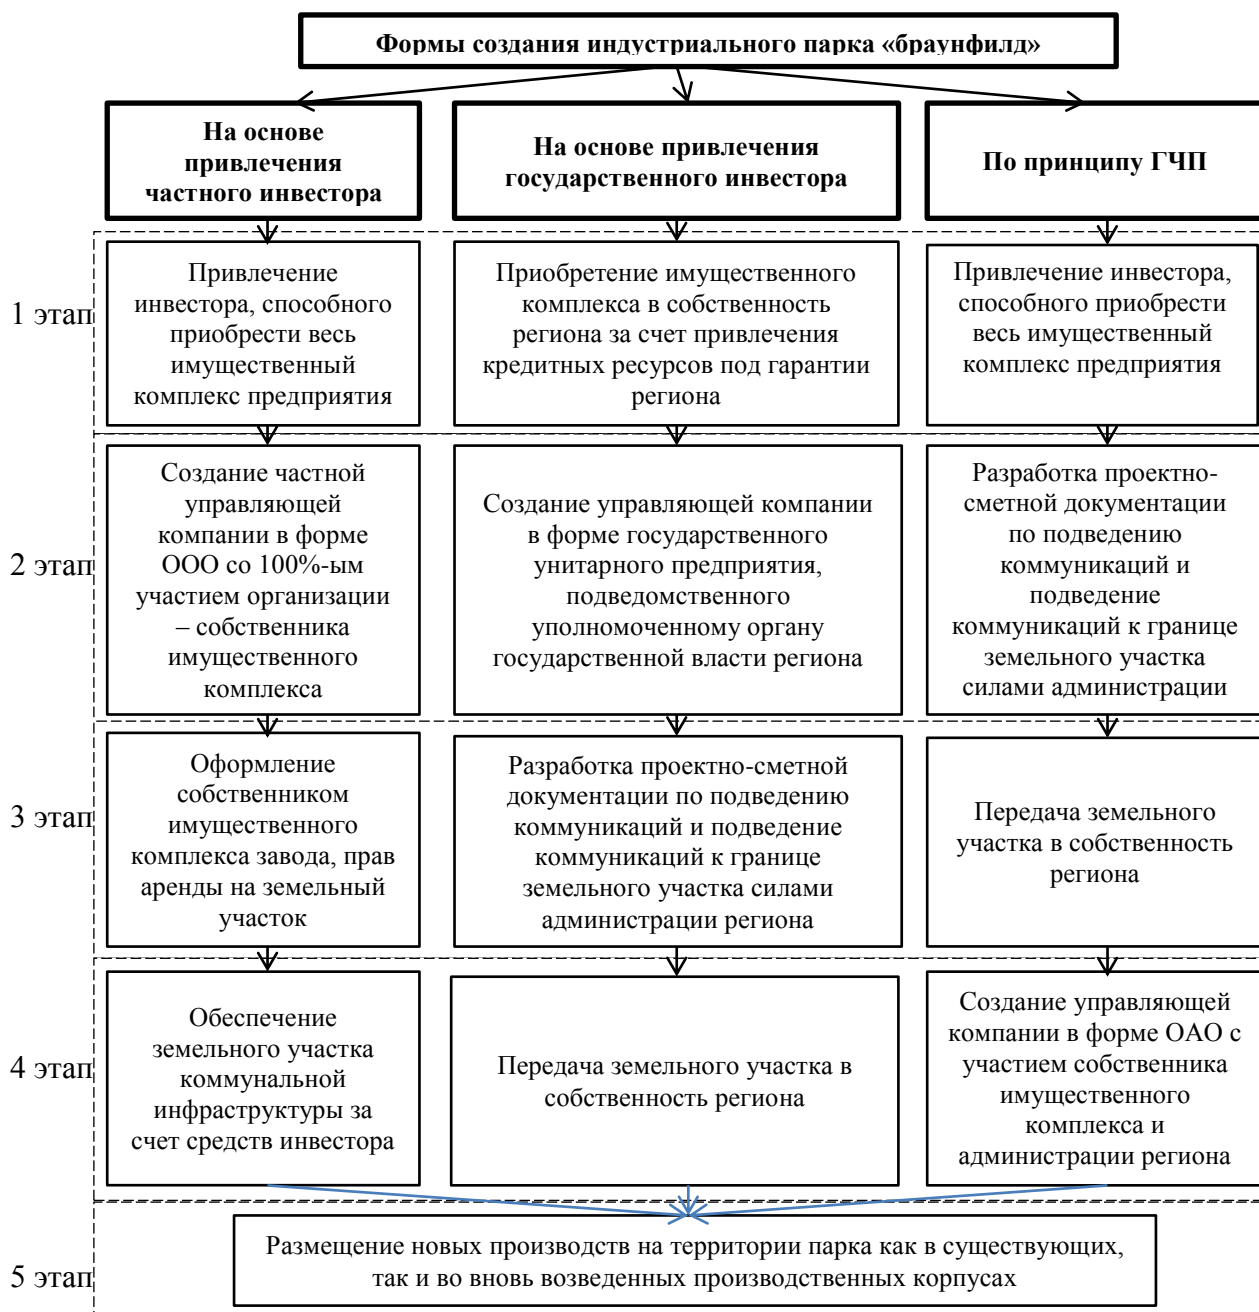 Формы создания индустриального парка «браунфилд»
На основе
привлечения
частного инвестора
На основе привлечения
государственного инвестора
По принципу ГЧП
1 этап
Привлечение
инвестора, способного
приобрести весь
имущественный
комплекс предприятия
Приобретение имущественного
комплекса в собственность
региона за счет привлечения
кредитных ресурсов под гарантии
региона
Привлечение инвестора,
способного приобрести
весь имущественный
комплекс предприятия
2 этап
Создание частной
управляющей
компании в форме
ООО со 100%-ым
участием организации
– собственника
имущественного
комплекса
Создание управляющей компании
в форме государственного
унитарного предприятия,
подведомственного
уполномоченному органу
государственной власти региона
Разработка проектно-
сметной документации
по подведению
коммуникаций и
подведение
коммуникаций к границе
земельного участка
силами администрации
3 этап
Оформление
собственником
имущественного
комплекса завода, прав
аренды на земельный
участок
Разработка проектно-сметной
документации по подведению
коммуникаций и подведение
коммуникаций к границе
земельного участка силами
администрации региона
Передача земельного
участка в собственность
региона
4 этап
Обеспечение
земельного участка
коммунальной
инфраструктуры за
счет средств инвестора
Передача земельного участка в
собственность региона
Создание управляющей
компании в форме ОАО с
участием собственника
имущественного
комплекса и
администрации региона
5 этап
Размещение новых производств на территории парка как в существующих,
так и во вновь возведенных производственных корпусах